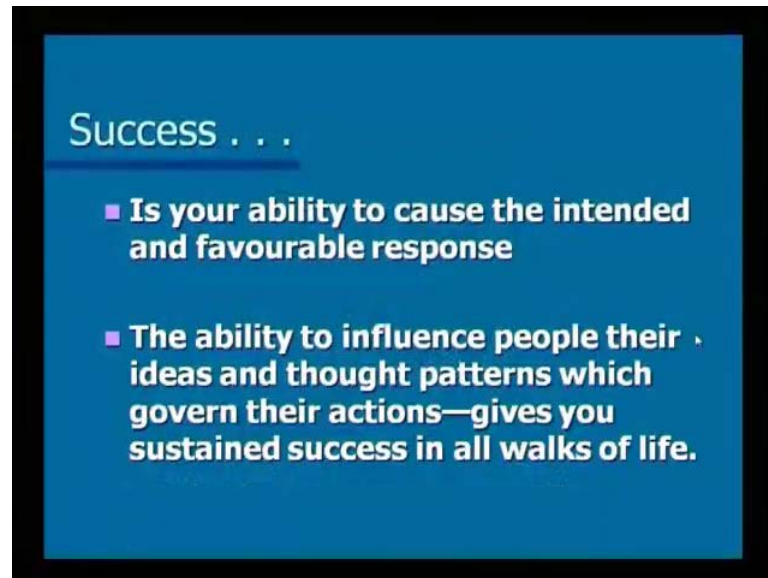 Success . . .
Is your ability to cause the intended
and favourable response
The ability to influence people their
ideas and thought patterns which
govern their actions—gives you
sustained success in all walks of life.